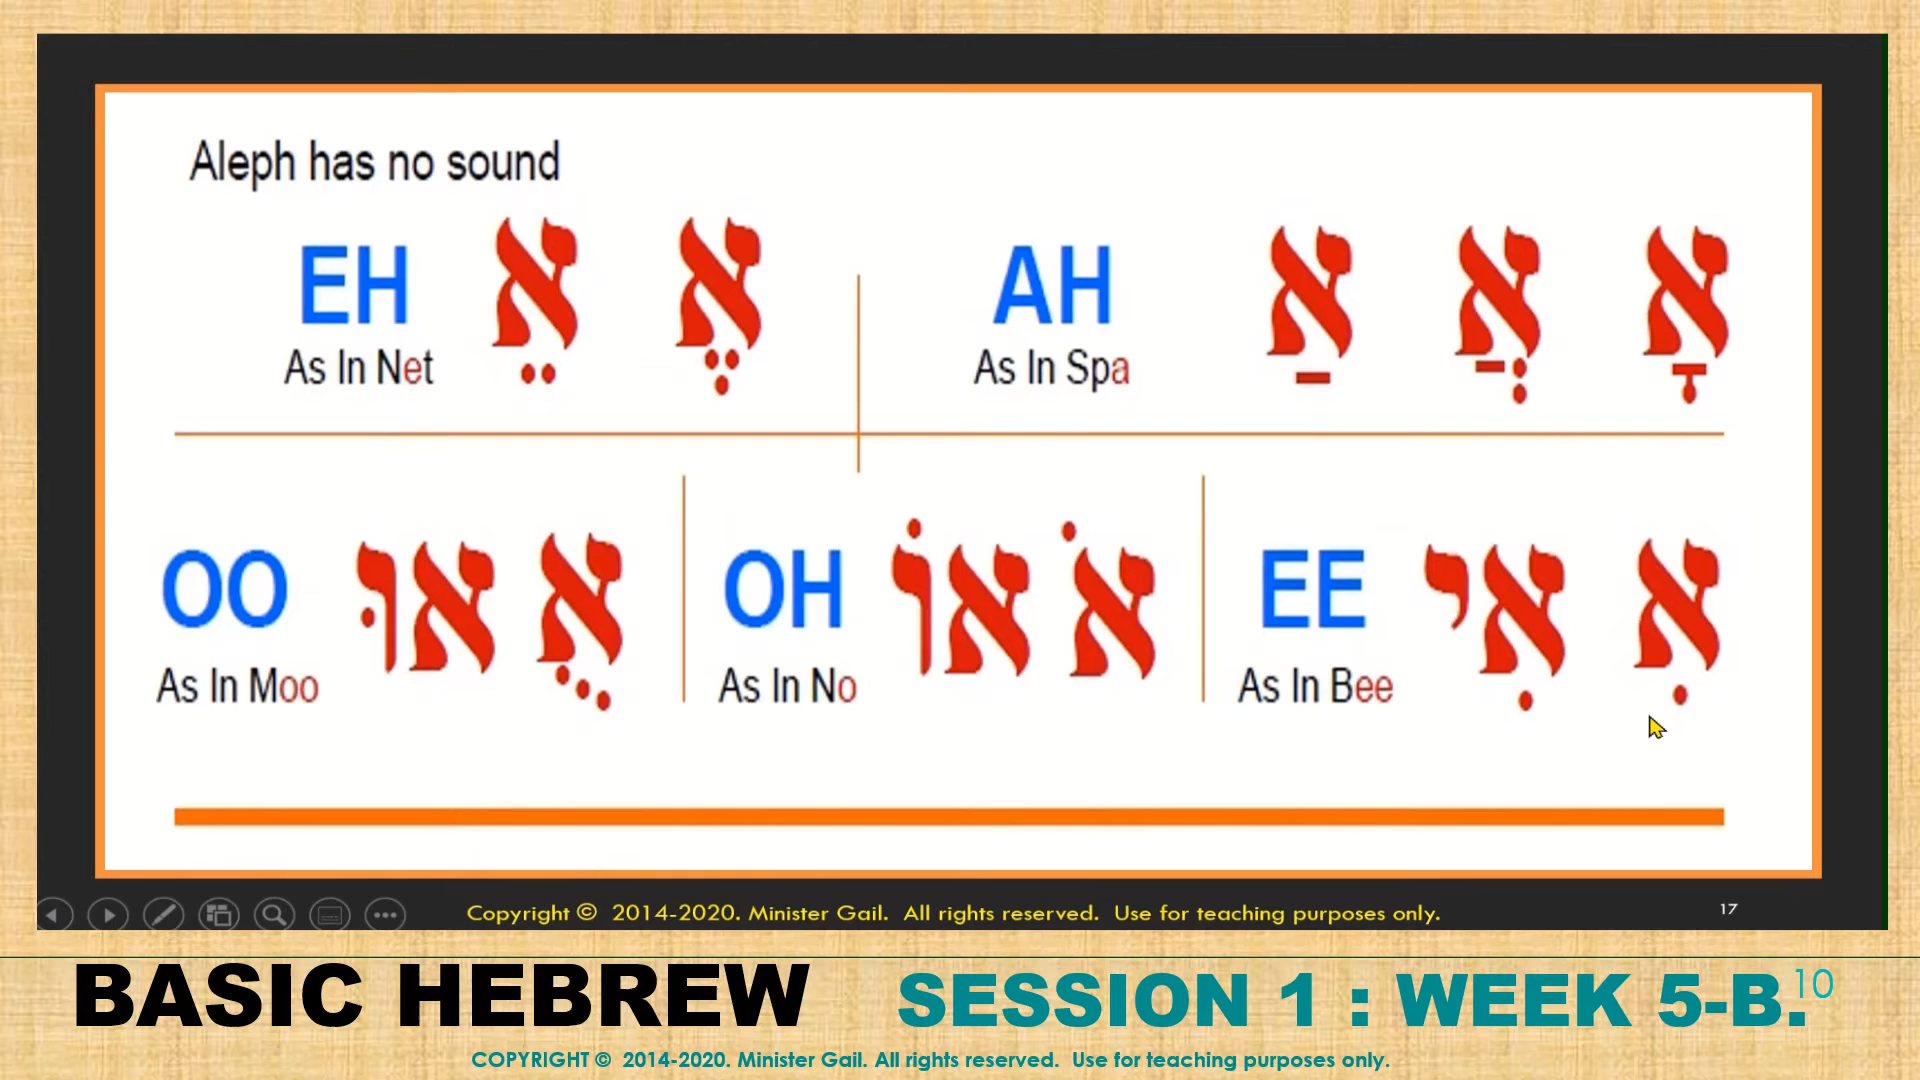 Aleph has no sound
EH אֵ אֶ
As In Net
AH אַ אֲ אָ
As In Spa
OO אוּ אֻ
As In Moo
OH אוֹ אֹ
As In No
EE אִי אִ
As In Bee
Copyright © 2014-2020. Minister Gail. All rights reserved. Use for teaching purposes only.
17
BASIC HEBREW SESSION 1 : WEEK 5-B.
10
COPYRIGHT © 2014-2020. Minister Gail. All rights reserved. Use for teaching purposes only.